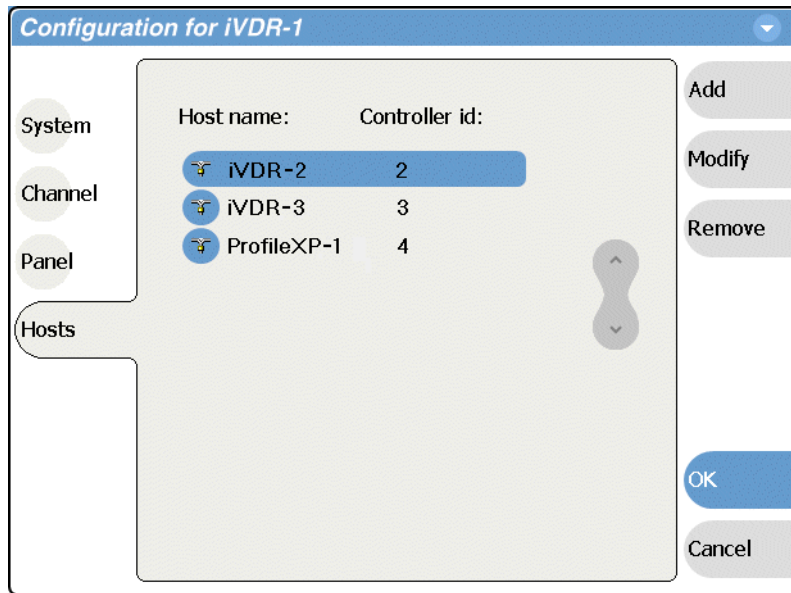 Configuration for iVDR-1
System
Channel
Panel
Hosts
Host name: Controller id:
iVDR-2 2
iVDR-3 3
ProfileXP-1 4
Add
Modify
Remove
OK
Cancel